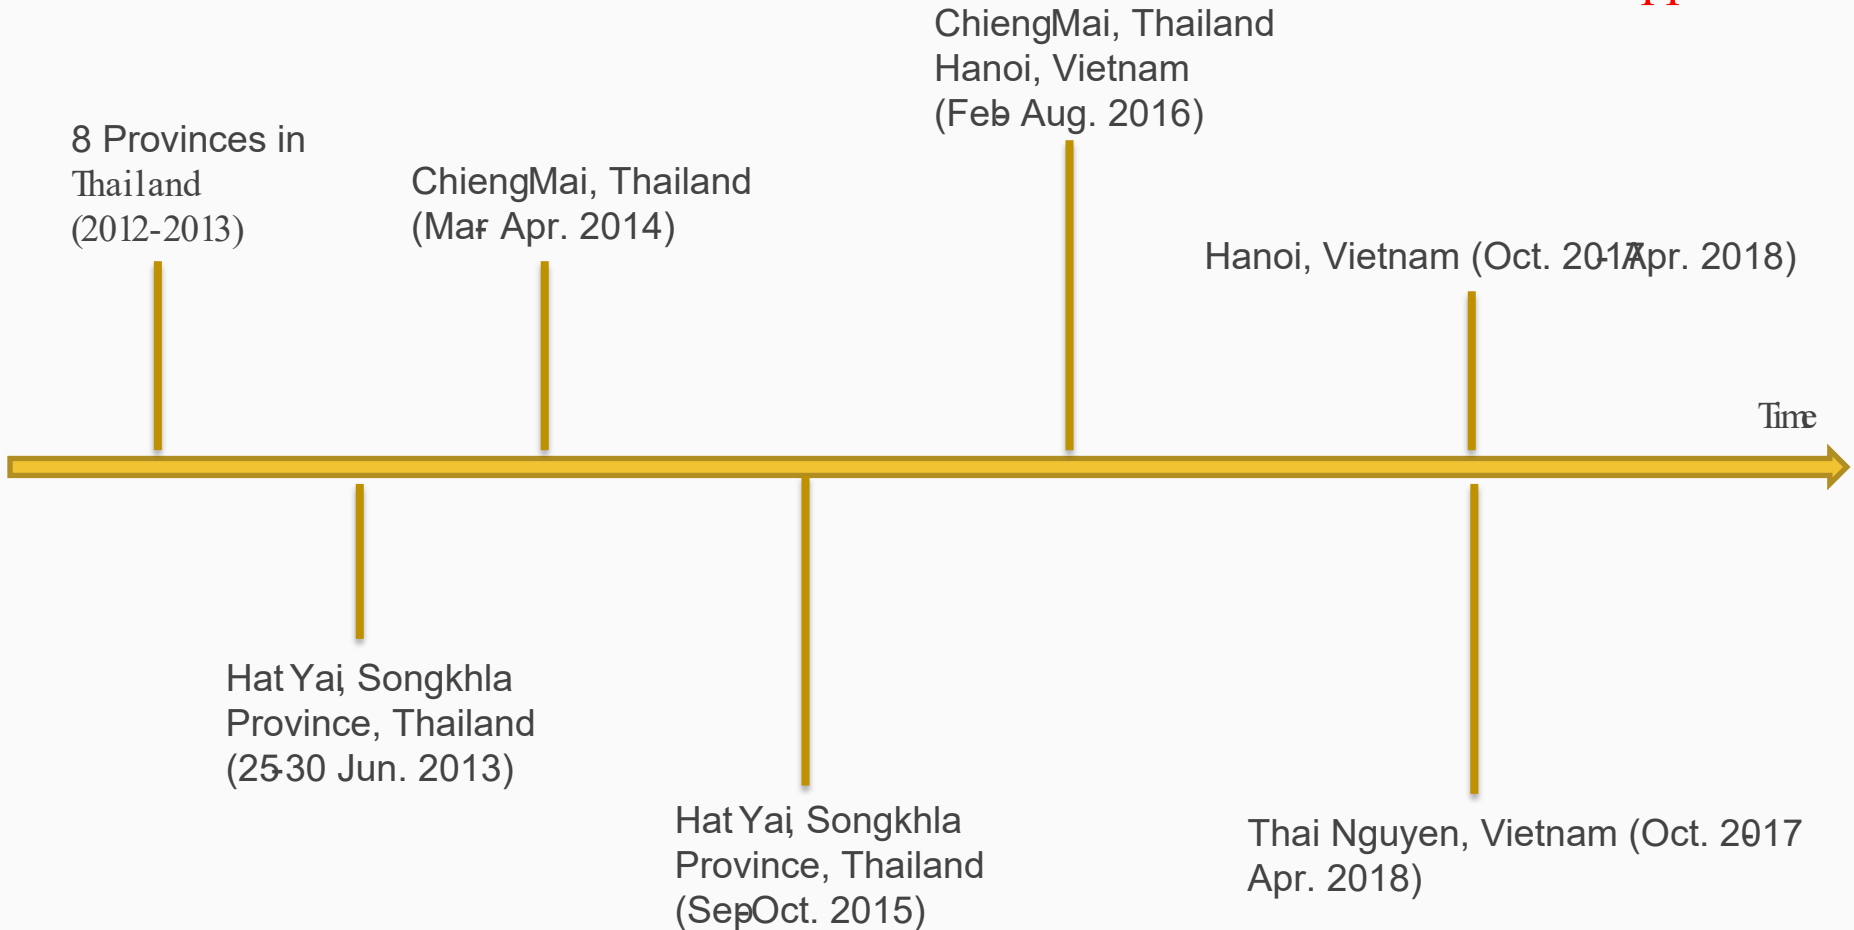 ChiengMai, Thailand
Hanoi, Vietnam
(Feb- Aug. 2016)
8 Provinces in
Thailand
(2012-2013)
ChiengMai, Thailand
(Mar- Apr. 2014)
Hanoi, Vietnam (Oct. 2017- Apr. 2018)
Time
Hat Yai, Songkhla
Province, Thailand
(25-30 Jun. 2013)
Hat Yai, Songkhla
Province, Thailand
(Sep-Oct. 2015)
Thai Nguyen, Vietnam (Oct. 2017-
Apr. 2018)